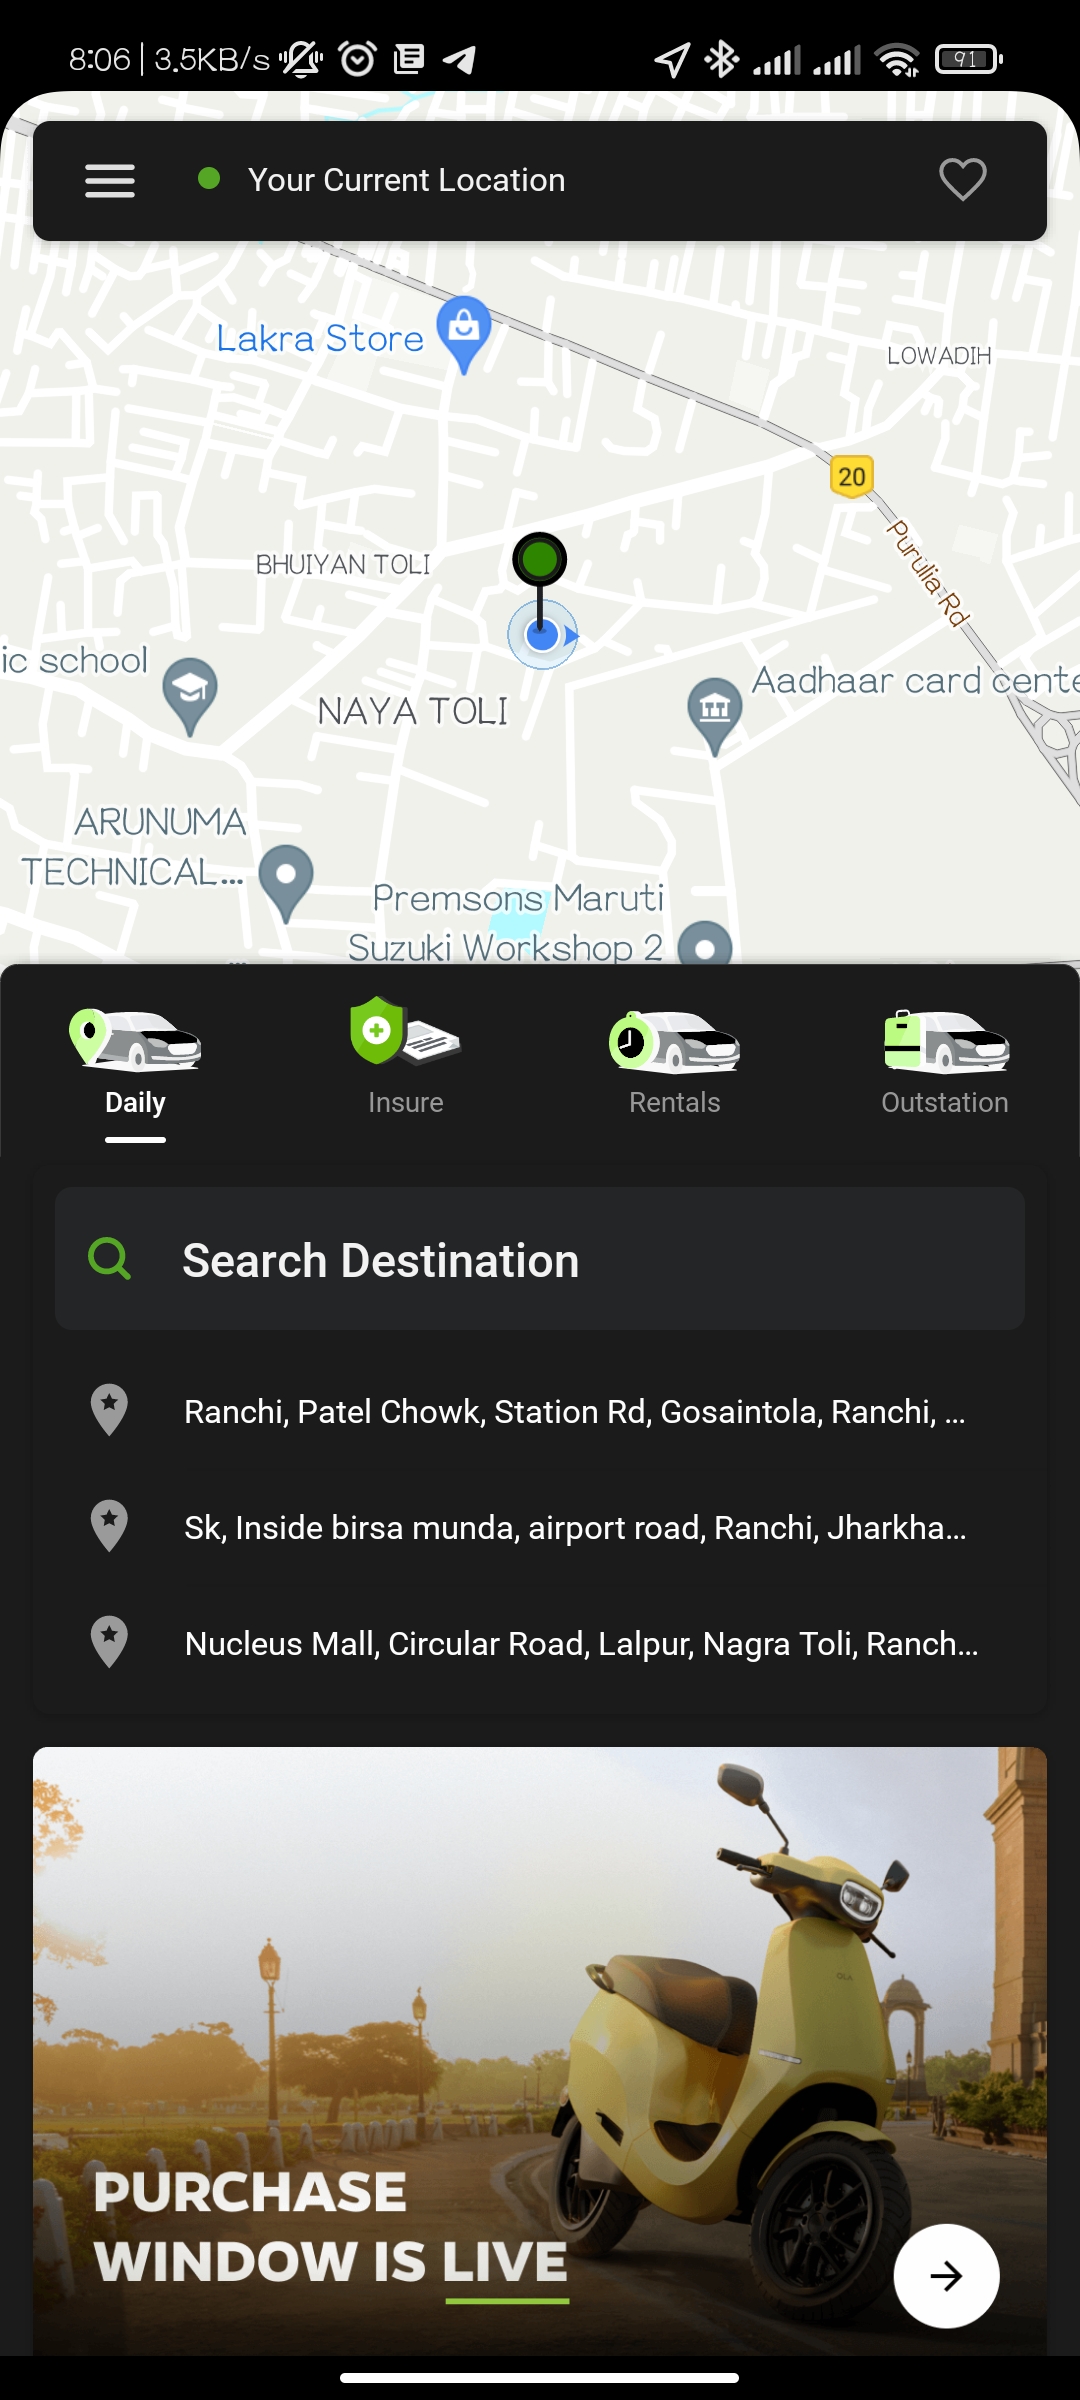 8:06 | 3.5KB/s
91
Your Current Location
Lakra Store
LOWADIH
20
Purulia Rd
BHUIYAN TOLI
ic school
NAYA TOLI
Aadhaar card cente
ARUNUMA
TECHNICAL...
Premsons Maruti
Suzuki Workshop 2
Daily
Insure
Rentals
Outstation
Search Destination
Ranchi, Patel Chowk, Station Rd, Gosaintola, Ranchi, ...
Sk, Inside birsa munda, airport road, Ranchi, Jharkha...
Nucleus Mall, Circular Road, Lalpur, Nagra Toli, Ranch...
OLA
PURCHASE
WINDOW IS LIVE